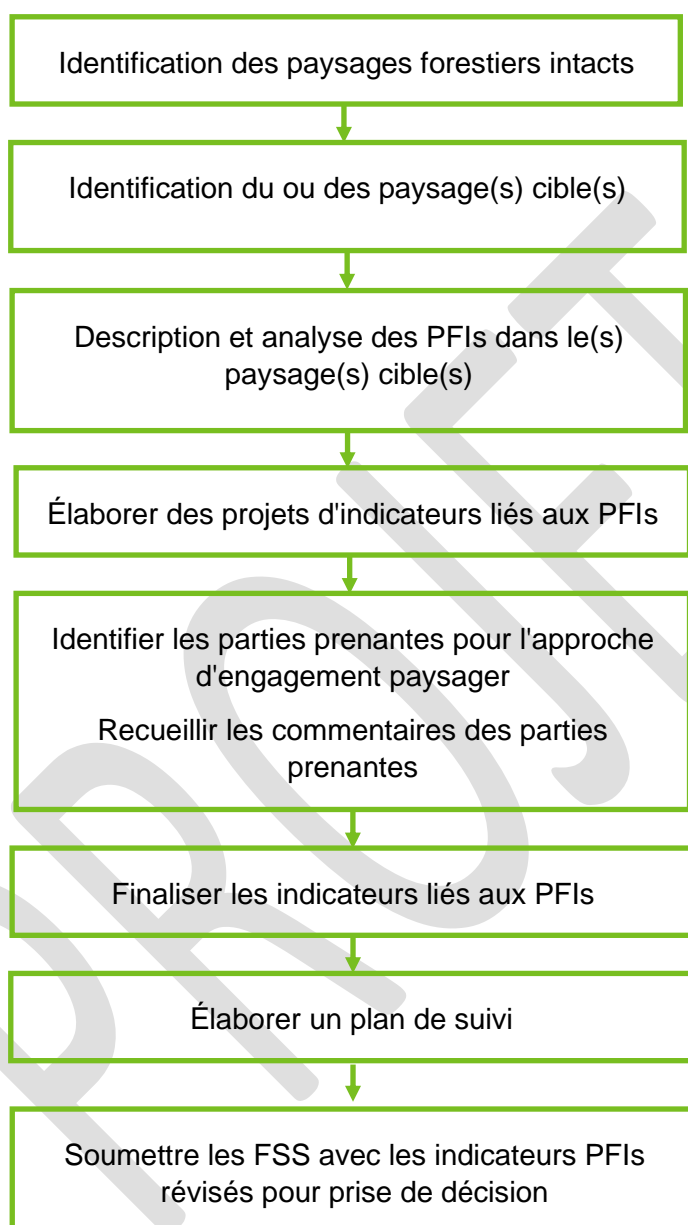 Identification des paysages forestiers intacts
Identification du ou des paysage(s) cible(s)
Description et analyse des PFIs dans le(s)
paysage(s) cible(s)
Élaborer des projets d'indicateurs liés aux PFIs
Identifier les parties prenantes pour l'approche
d'engagement paysager
Recueillir les commentaires des parties
prenantes
Finaliser les indicateurs liés aux PFIs
Élaborer un plan de suivi
Soumettre les FSS avec les indicateurs PFIs
révisés pour prise de décision
PROJET